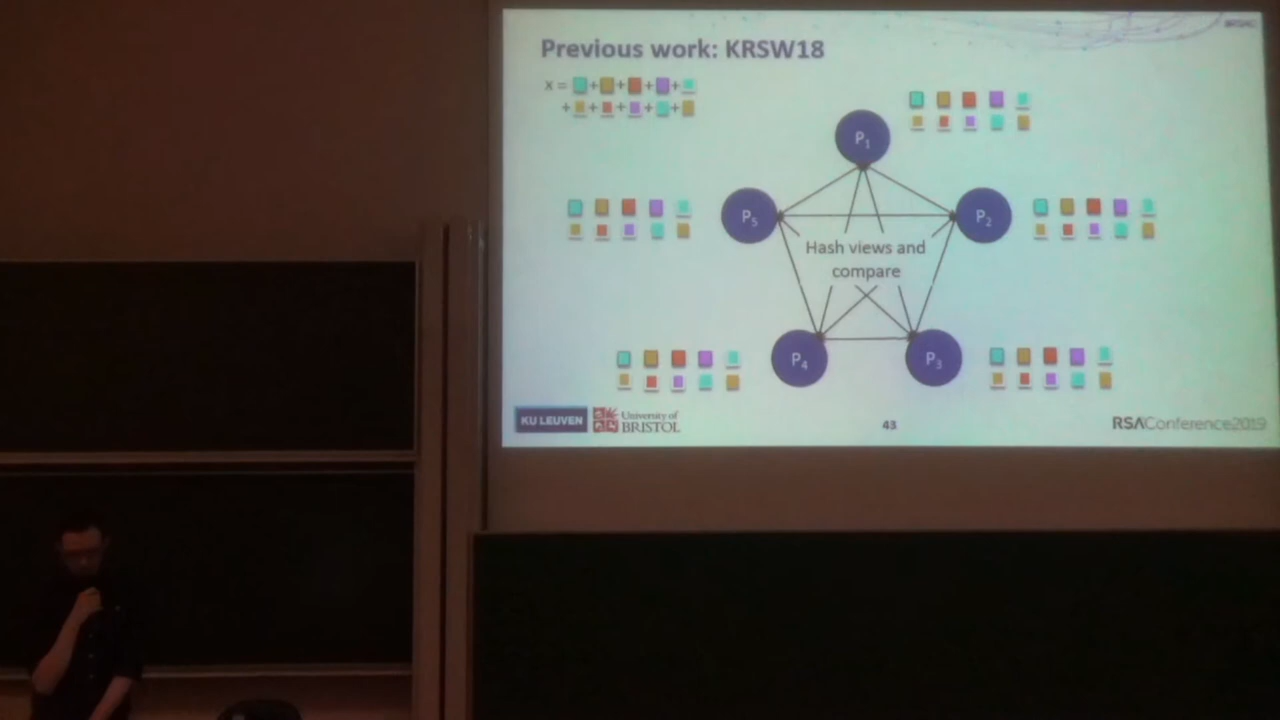 Previous work: KRSW18
x = + + + +
+ + + + +
P1
P5
P2
Hash views and
compare
P4
P3
KU LEUVEN
University of
BRISTOL
43
RSAConference2019